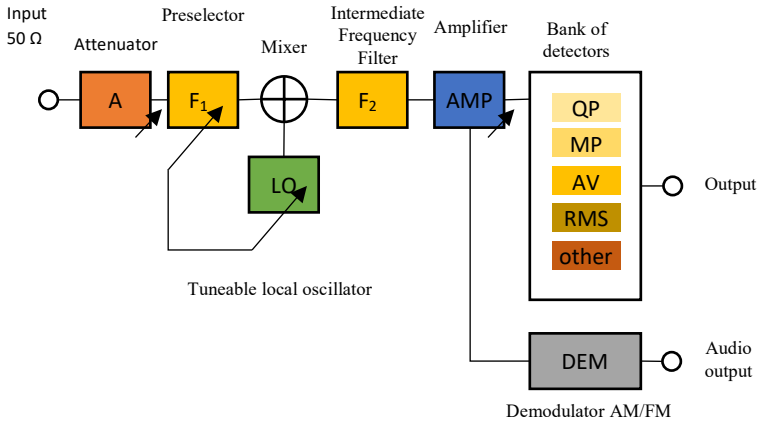 Input
50 Ω
Attenuator
Preselector
Mixer
Intermediate
Frequency
Filter
Amplifier
Bank of
detectors
A
F1
F2
AMP
QP
MP
AV
RMS
other
LO
Output
Tuneable local oscillator
DEM
Audio
output
Demodulator AM/FM